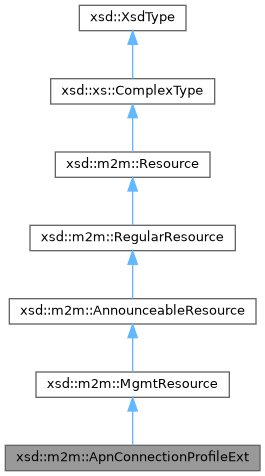 xsd::XsdType
xsd::xs::ComplexType
xsd::m2m::Resource
xsd::m2m::RegularResource
xsd::m2m::AnnounceableResource
xsd::m2m::MgmtResource
xsd::m2m::ApnConnectionProfileExt